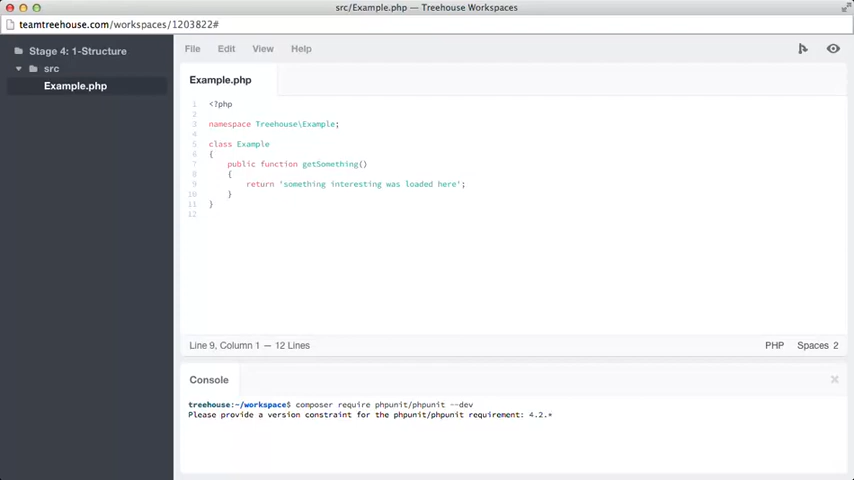 src/Example.php — Treehouse Workspaces
teamtreehouse.com/workspaces/1203822#
Stage 4: 1-Structure
src
Example.php
File Edit View Help
Example.php
1 <?php
2
3 namespace Treehouse\Example;
4
5 class Example
6 {
7 public function getSomething()
8 {
9 return 'something interesting was loaded here';
10 }
11 }
12
Line 9, Column 1 — 12 Lines
PHP Spaces 2
Console
treehouse:~/workspace$ composer require phpunit/phpunit --dev
Please provide a version constraint for the phpunit/phpunit requirement: 4.2.*